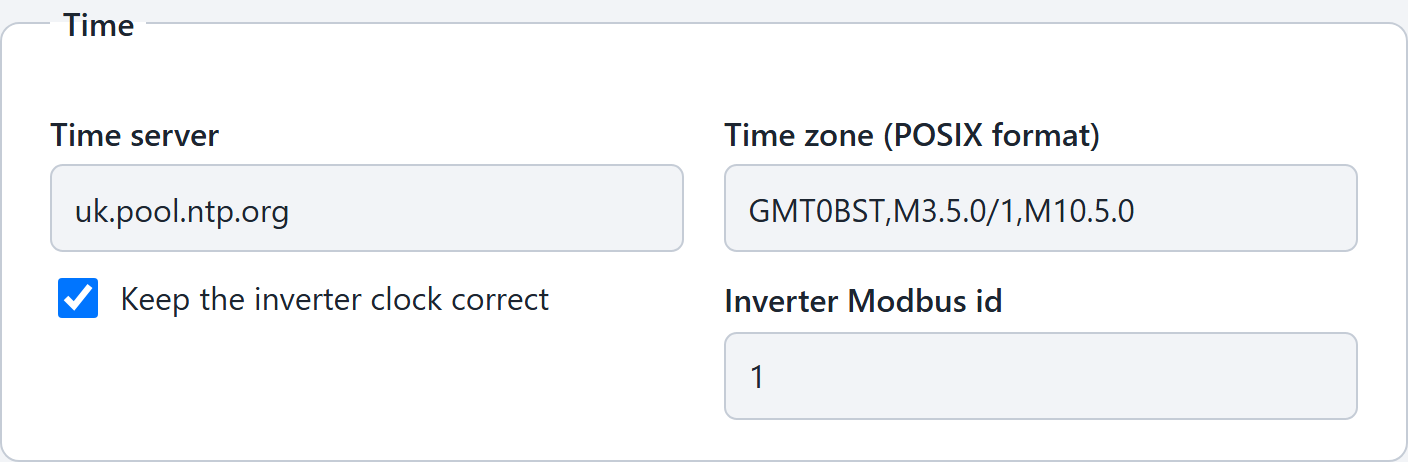 Time
Time server
Time zone (POSIX format)
uk.pool.ntp.org
GMT0BST,M3.5.0/1,M10.5.0
Keep the inverter clock correct
Inverter Modbus id
1